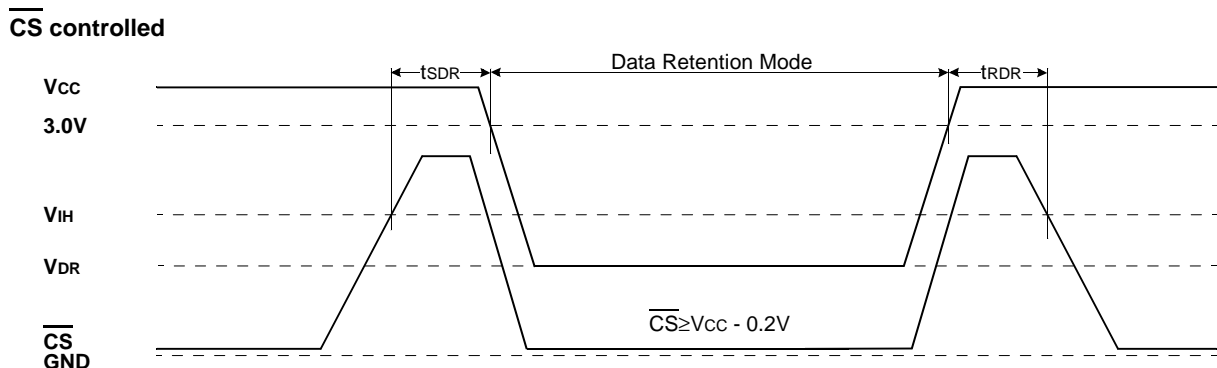 CS controlled
tSDR Data Retention Mode tRDR
VCC
3.0V
VIH
VDR
CS≥VCC - 0.2V
CS
GND